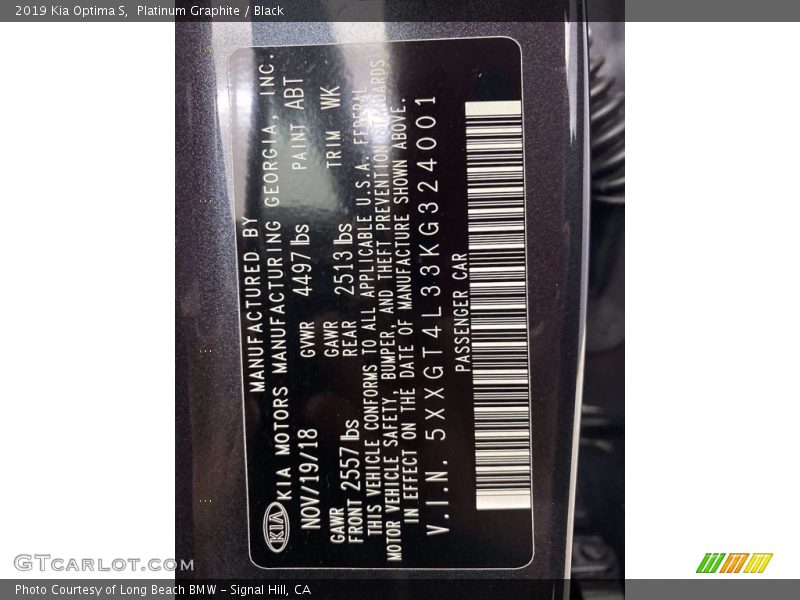 2019 Kia Optima S,  Platinum Graphite / Black
MANUFACTURED BY
KIA MOTORS MANUFACTURING GEORGIA, INC.
NOV/19/18 GVWR 4497 lbs PAINT ABT
GAWR FRONT 2557 lbs GAWR REAR 2513 lbs TRIM WK
THIS VEHICLE CONFORMS TO ALL APPLICABLE U.S.A. FEDERAL
MOTOR VEHICLE SAFETY, BUMPER, AND THEFT PREVENTION STANDARDS
IN EFFECT ON THE DATE OF MANUFACTURE SHOWN ABOVE.
V.I.N. 5XXGT4L33KG324001
PASSENGER CAR
KIA
GTCarLot.com
Photo Courtesy of Long Beach BMW - Signal Hill, CA